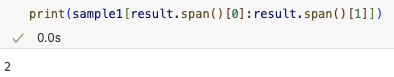 print(sample1[result.span()[0]:result.span()[1]])
✓ 0.0s
2